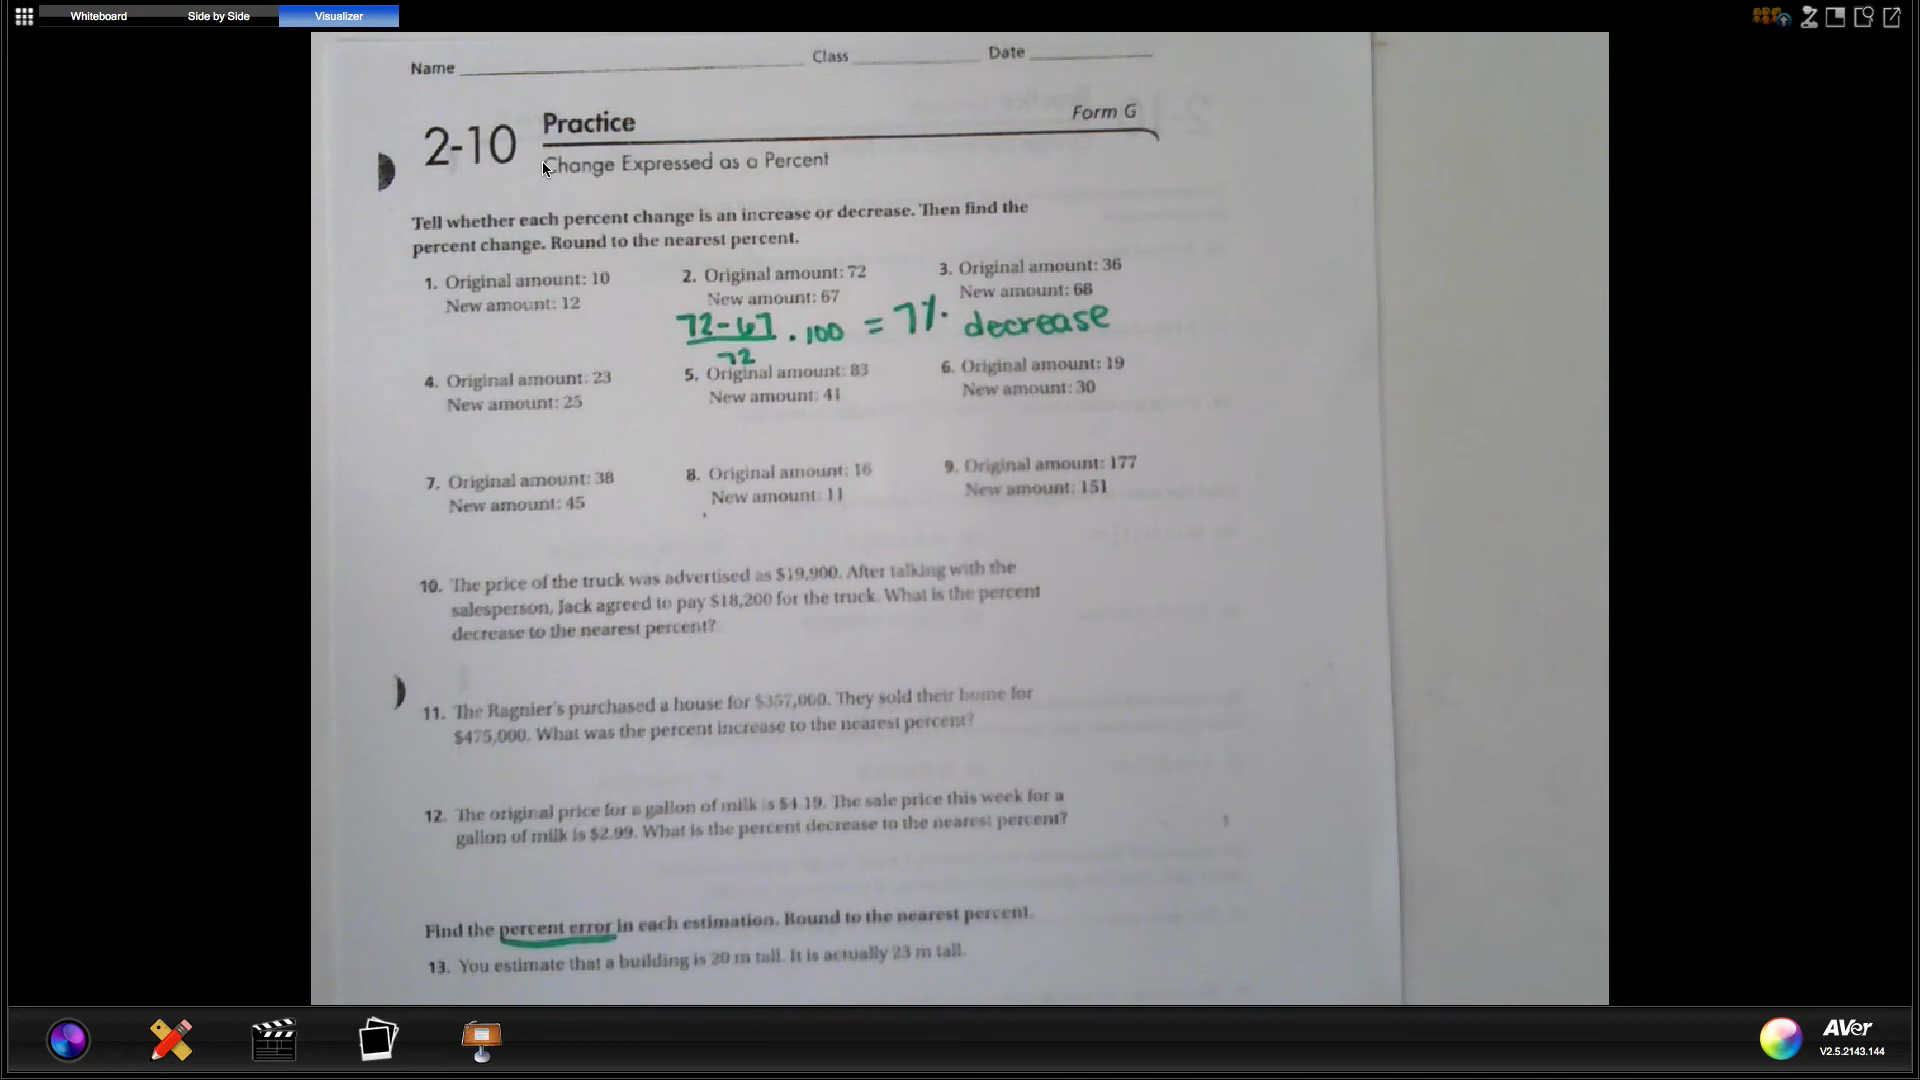 Whiteboard Side by Side Visualizer
Name Class Date
2-10 Practice Form G
Change Expressed as a Percent
Tell whether each percent change is an increase or decrease. Then find the
percent change. Round to the nearest percent.
1. Original amount: 10
New amount: 12
2. Original amount: 72
New amount: 67
72-67 . 100 = 7% decrease
72
3. Original amount: 36
New amount: 68
4. Original amount: 23
New amount: 25
5. Original amount: 83
New amount: 41
6. Original amount: 19
New amount: 30
7. Original amount: 38
New amount: 45
8. Original amount: 16
New amount: 11
9. Original amount: 177
New amount: 151
10. The price of the truck was advertised as $19,900. After talking with the
salesperson, Jack agreed to pay $18,200 for the truck. What is the percent
decrease to the nearest percent?
11. The Ragnier's purchased a house for $357,000. They sold their home for
$475,000. What was the percent increase to the nearest percent?
12. The original price for a gallon of milk is $4.19. The sale price this week for a
gallon of milk is $2.99. What is the percent decrease to the nearest percent?
Find the percent error in each estimation. Round to the nearest percent.
13. You estimate that a building is 20 m tall. It is actually 23 m tall.
AVer
V2.5.2143.144